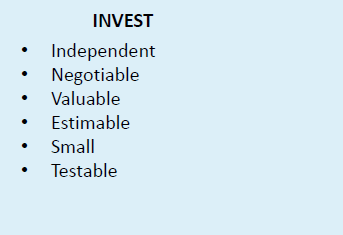 INVEST
• Independent
• Negotiable
• Valuable
• Estimable
• Small
• Testable